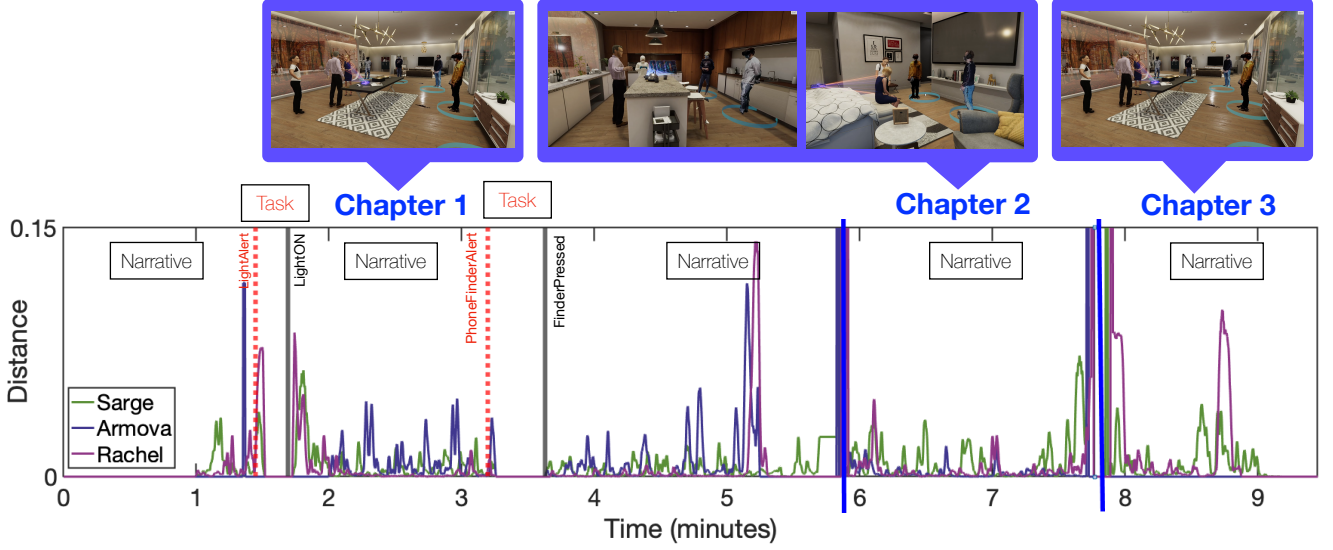 Task
Chapter 1
Task
Chapter 2
Chapter 3
0.15
Narrative
LightAlert
LightON
Narrative
PhoneFinderAlert
FinderPressed
Narrative
Narrative
Narrative
Distance
Sarge
Armova
Rachel
0
0 1 2 3 4 5 6 7 8 9
Time (minutes)